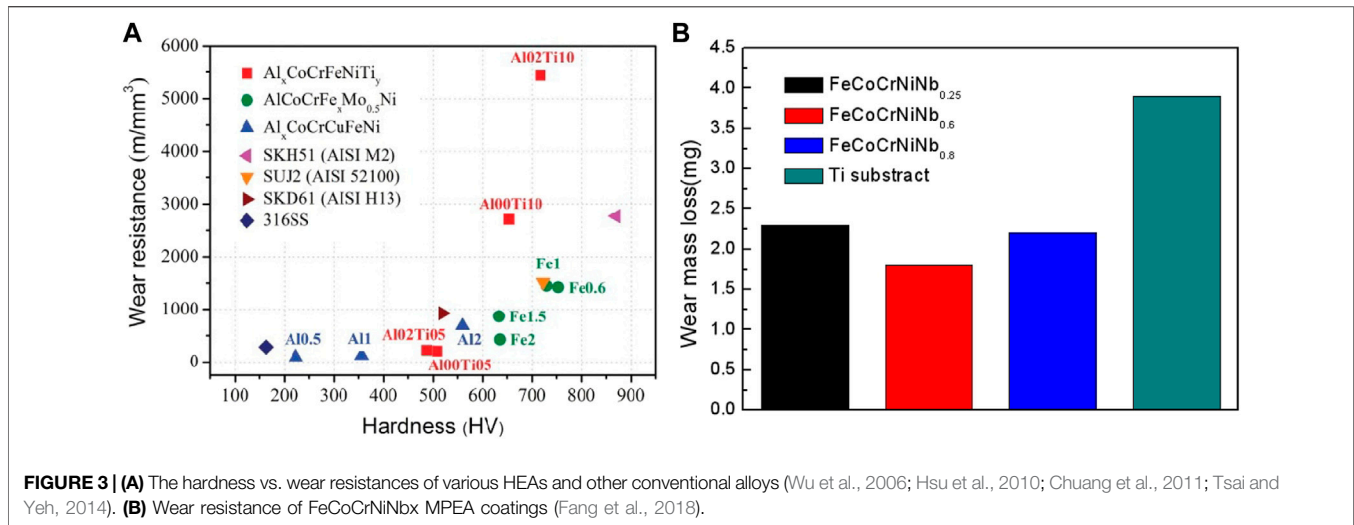 A
Wear resistance (m/mm³)
6000
5000
4000
3000
2000
1000
0
AlₓCoCrFeNiTiᵧ
AlCoCrFeₓMo₀.₅Ni
AlₓCoCrCuFeNi
SKH51 (AISI M2)
SUJ2 (AISI 52100)
SKD61 (AISI H13)
316SS
Al02Ti10
Al00Ti10
Fe1
Fe0.6
Fe1.5
Fe2
Al0.5
Al1
Al2
Al02Ti05
Al00Ti05
100 200 300 400 500 600 700 800 900
Hardness (HV)
B
Wear mass loss(mg)
4.5
4.0
3.5
3.0
2.5
2.0
1.5
1.0
0.5
0.0
FeCoCrNiNb₀.₂₅
FeCoCrNiNb₀.₆
FeCoCrNiNb₀.₈
Ti substract
FIGURE 3 | (A) The hardness vs. wear resistances of various HEAs and other conventional alloys (Wu et al., 2006; Hsu et al., 2010; Chuang et al., 2011; Tsai and
Yeh, 2014). (B) Wear resistance of FeCoCrNiNbx MPEA coatings (Fang et al., 2018).